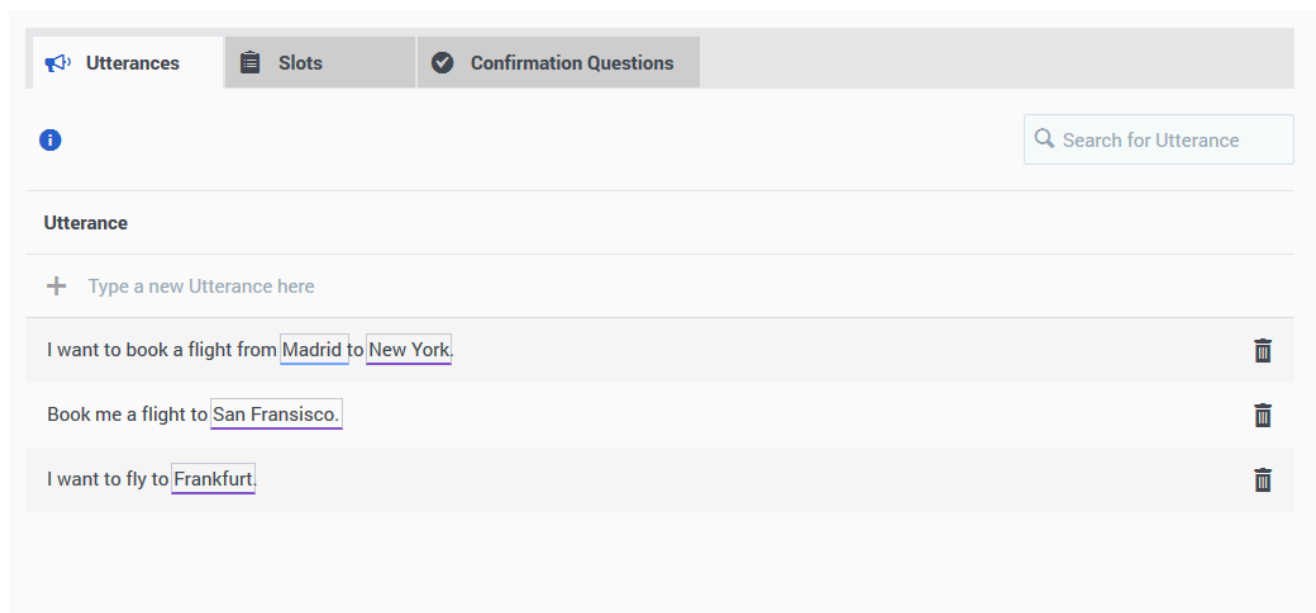 Utterances Slots Confirmation Questions
Search for Utterance
Utterance
Type a new Utterance here
I want to book a flight from Madrid to New York.
Book me a flight to San Fransisco.
I want to fly to Frankfurt.